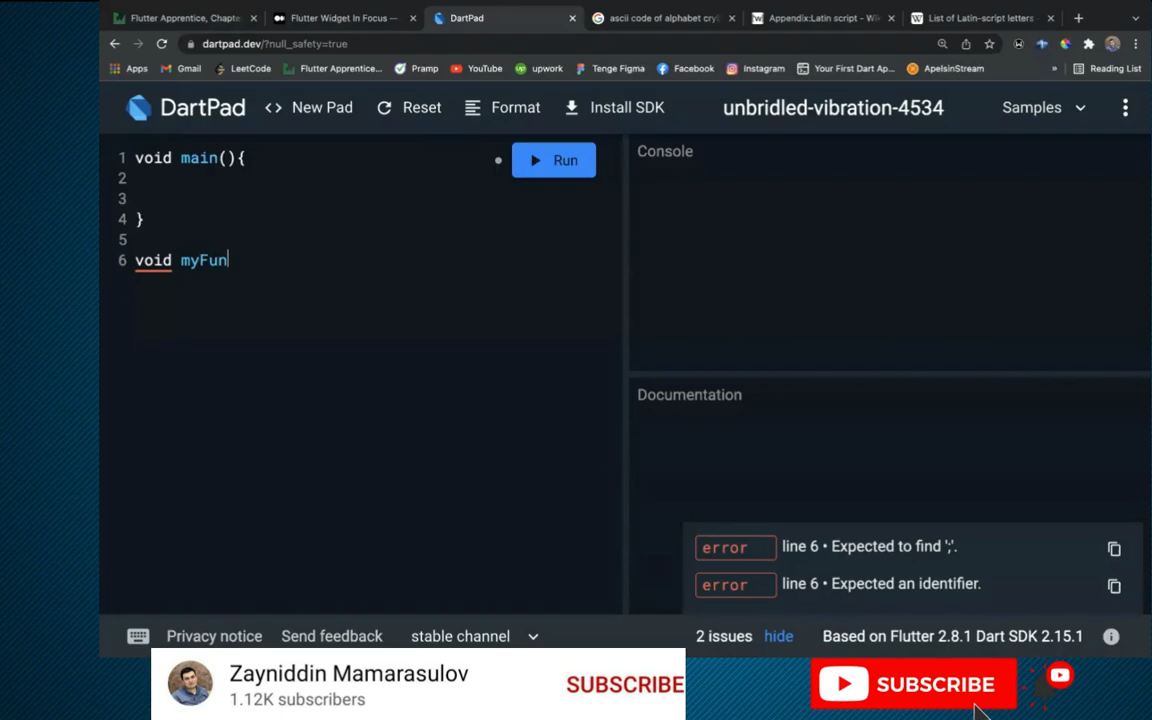 Flutter Apprentice, Chapte
Flutter Widget In Focus —
DartPad
ascii code of alphabet cry
Appendix:Latin script - Wi
List of Latin-script letters
dartpad.dev/?null_safety=true
Apps
Gmail
LeetCode
Flutter Apprentice...
Pramp
YouTube
upwork
Tenge Figma
Facebook
Instagram
Your First Dart Ap...
ApelsinStream
»
Reading List
DartPad
<> New Pad
Reset
Format
Install SDK
unbridled-vibration-4534
Samples
1 void main(){
Run
2
3
4 }
5
6 void myFun
Console
Documentation
error line 6 • Expected to find ';'.
error line 6 • Expected an identifier.
Privacy notice
Send feedback
stable channel
2 issues
hide
Based on Flutter 2.8.1 Dart SDK 2.15.1
Zayniddin Mamarasulov
1.12K subscribers
SUBSCRIBE
SUBSCRIBE